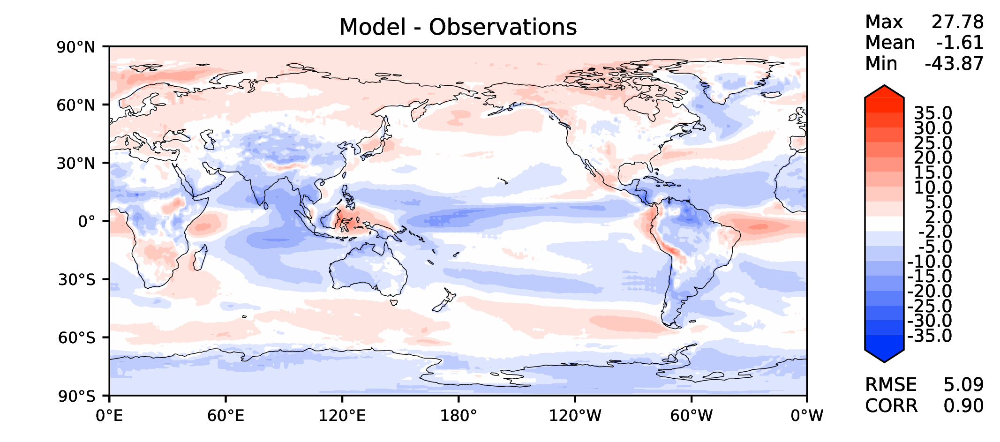 Model - Observations
Max 27.78
Mean -1.61
Min -43.87
90°N
60°N
30°N
0°
30°S
60°S
90°S
0°E 60°E 120°E 180° 120°W 60°W 0°W
35.0
30.0
25.0
20.0
15.0
10.0
5.0
2.0
-2.0
-5.0
-10.0
-15.0
-20.0
-25.0
-30.0
-35.0
RMSE 5.09
CORR 0.90